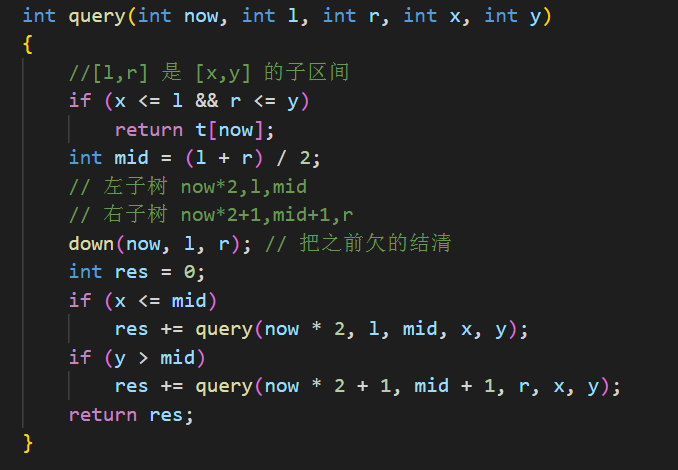 int query(int now, int l, int r, int x, int y)
{
    //[l,r] 是 [x,y] 的子区间
    if (x <= l && r <= y)
        return t[now];
    int mid = (l + r) / 2;
    // 左子树 now*2,l,mid
    // 右子树 now*2+1,mid+1,r
    down(now, l, r); // 把之前欠的结清
    int res = 0;
    if (x <= mid)
        res += query(now * 2, l, mid, x, y);
    if (y > mid)
        res += query(now * 2 + 1, mid + 1, r, x, y);
    return res;
}